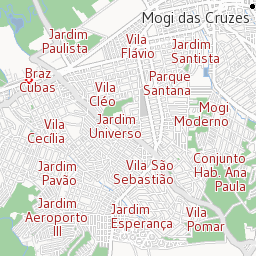 Mogi das Cruzes
Jardim
Paulista
Vila
Flávio
Jardim
Santista
Braz
Cubas
Parque
Santana
Vila
Cléo
Mogi
Moderno
Jardim
Universo
Vila
Cecília
Conjunto
Hab. Ana
Paula
Vila São
Sebastião
Jardim
Pavão
Jardim
Aeroporto
III
Jardim
Esperança
Vila
Pomar